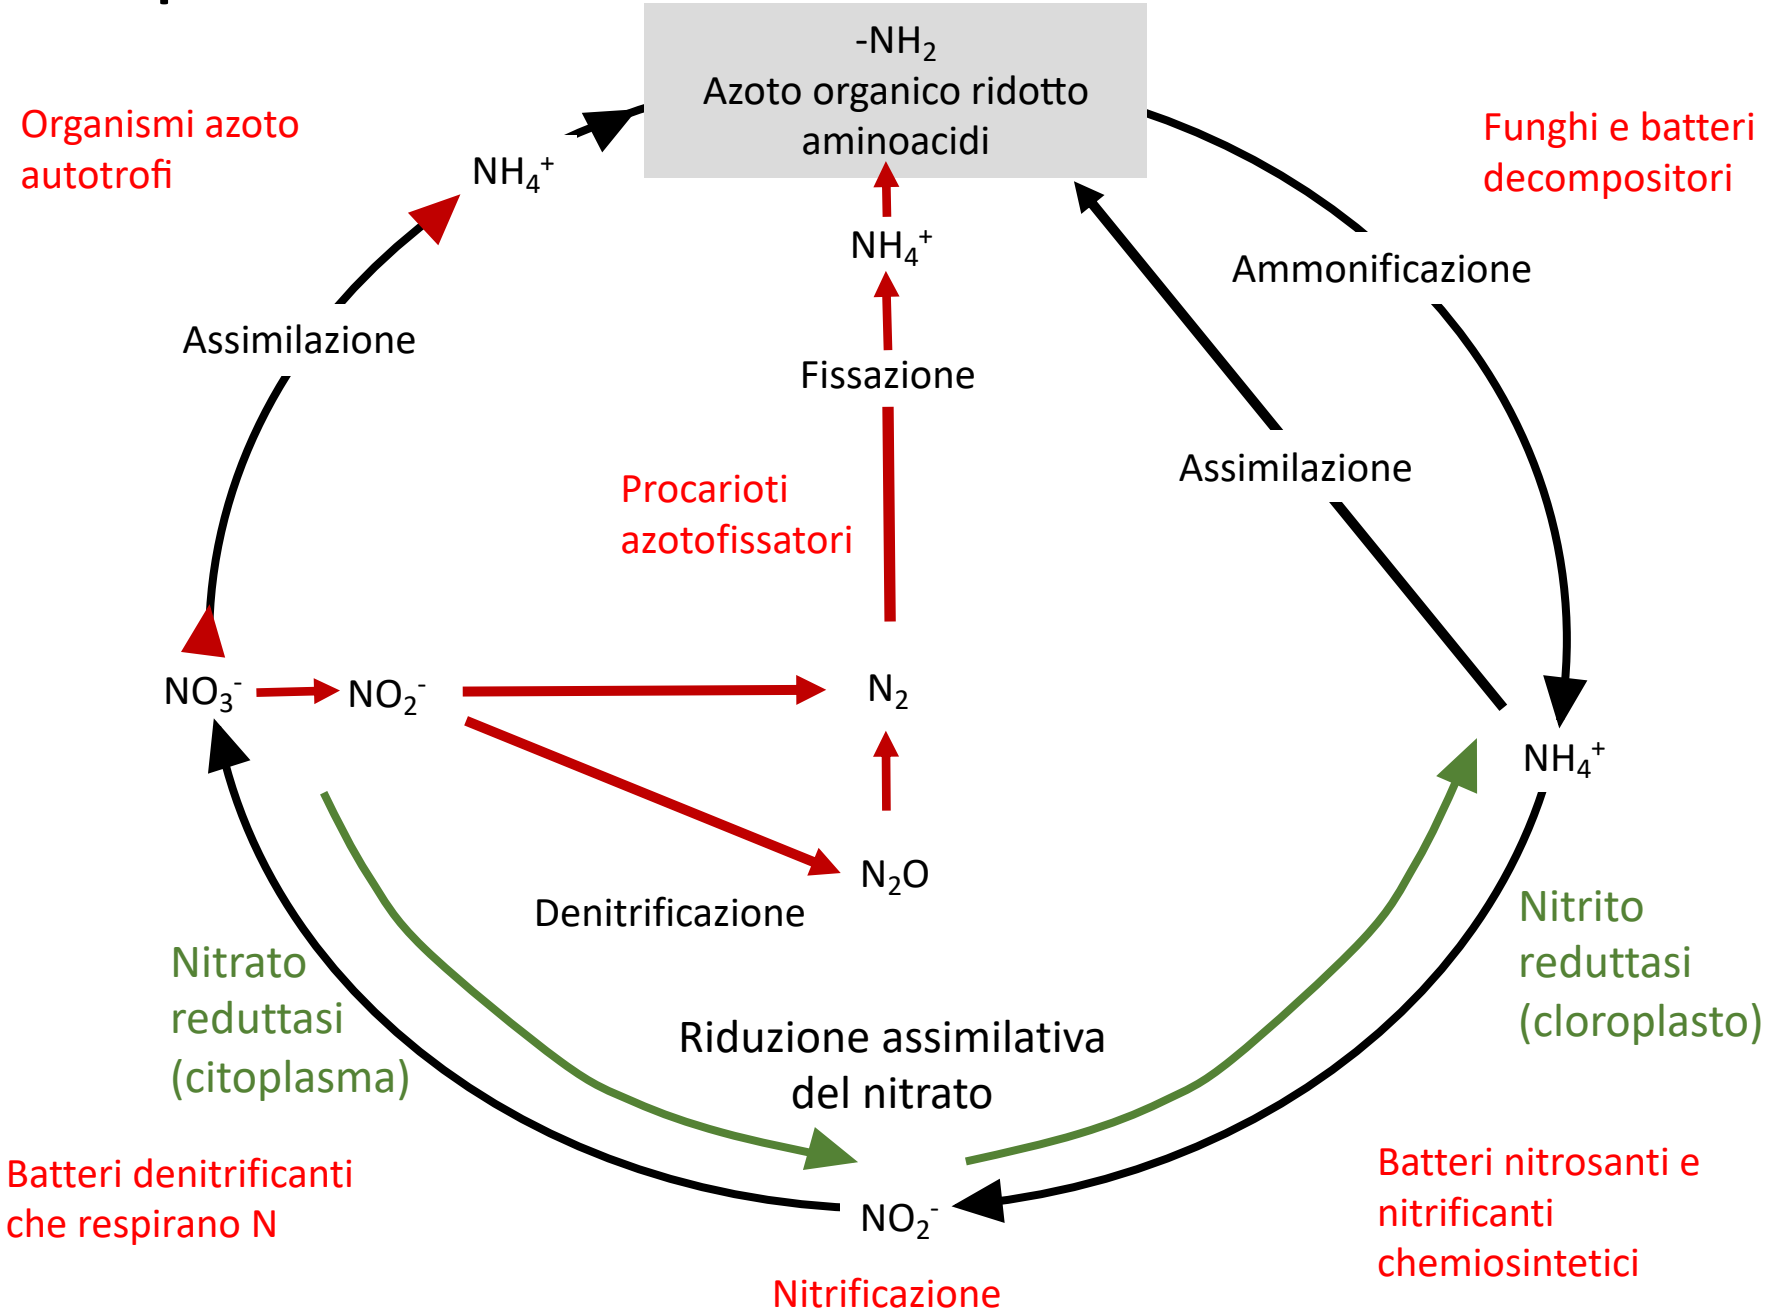 -NH₂
Azoto organico ridotto
aminoacidi
Organismi azoto
autotrofi
NH₄⁺
Funghi e batteri
decompositori
NH₄⁺
Ammonificazione
Assimilazione
Fissazione
Assimilazione
Procarioti
azotofissatori
NO₃⁻
NO₂⁻
N₂
NH₄⁺
N₂O
Denitrificazione
Nitrato
reduttasi
(citoplasma)
Nitrito
reduttasi
(cloroplasto)
Riduzione assimilativa
del nitrato
Batteri denitrificanti
che respirano N
NO₂⁻
Nitrificazione
Batteri nitrosanti e
nitrificanti
chemiosintetici